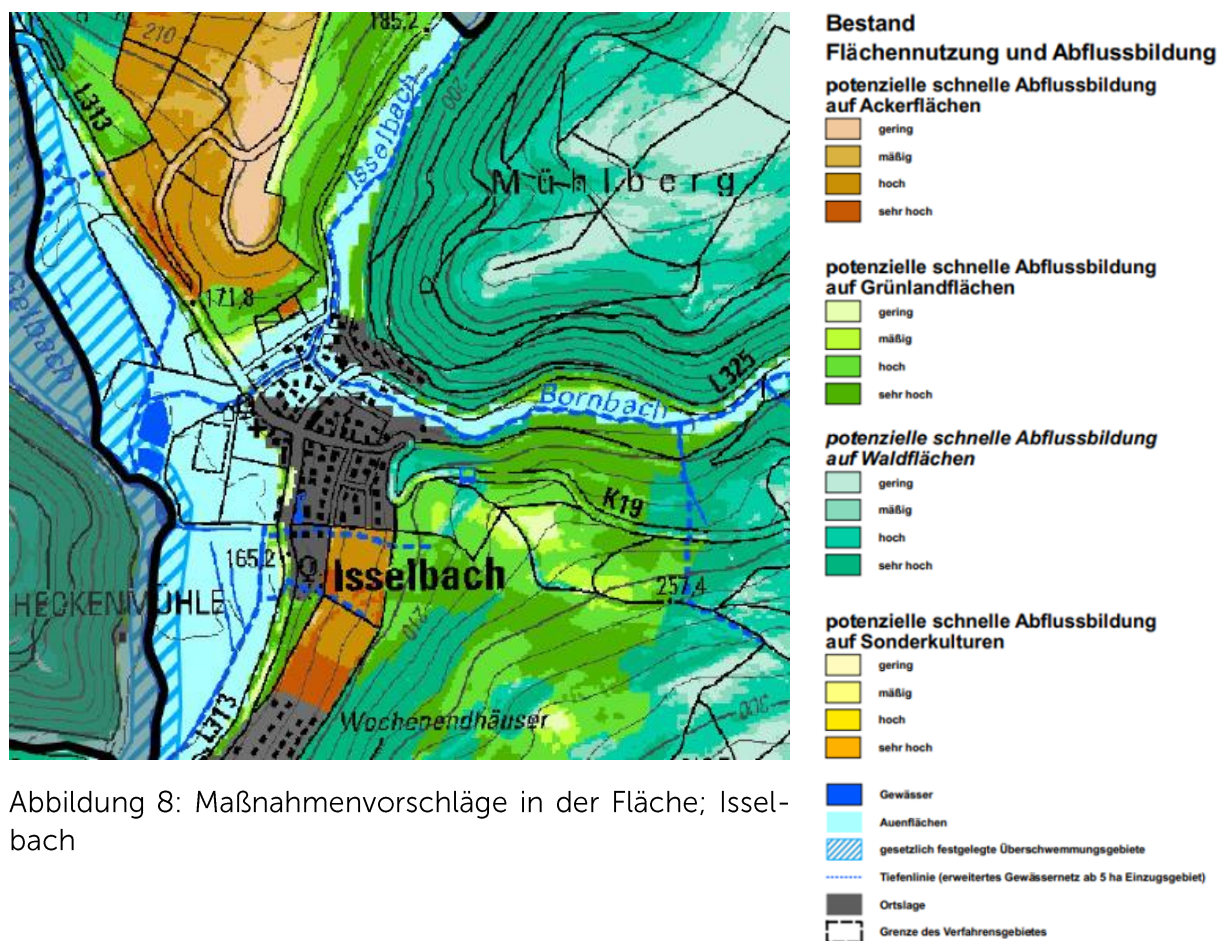 210
185,2
L313
Isselbach
200
Mühlberg
171,8
L325
Bornbach
K19
165,2
Isselbach
257,4
HECKENMÜHLE
210
L313
Wochenendhäuser
300
Abbildung 8: Maßnahmenvorschläge in der Fläche; Issel-
bach
Bestand
Flächennutzung und Abflussbildung
potenzielle schnelle Abflussbildung
auf Ackerflächen
gering
mäßig
hoch
sehr hoch
potenzielle schnelle Abflussbildung
auf Grünlandflächen
gering
mäßig
hoch
sehr hoch
potenzielle schnelle Abflussbildung
auf Waldflächen
gering
mäßig
hoch
sehr hoch
potenzielle schnelle Abflussbildung
auf Sonderkulturen
gering
mäßig
hoch
sehr hoch
Gewässer
Auenflächen
gesetzlich festgelegte Überschwemmungsgebiete
Tiefenlinie (erweitertes Gewässernetz ab 5 ha Einzugsgebiet)
Ortslage
Grenze des Verfahrensgebietes